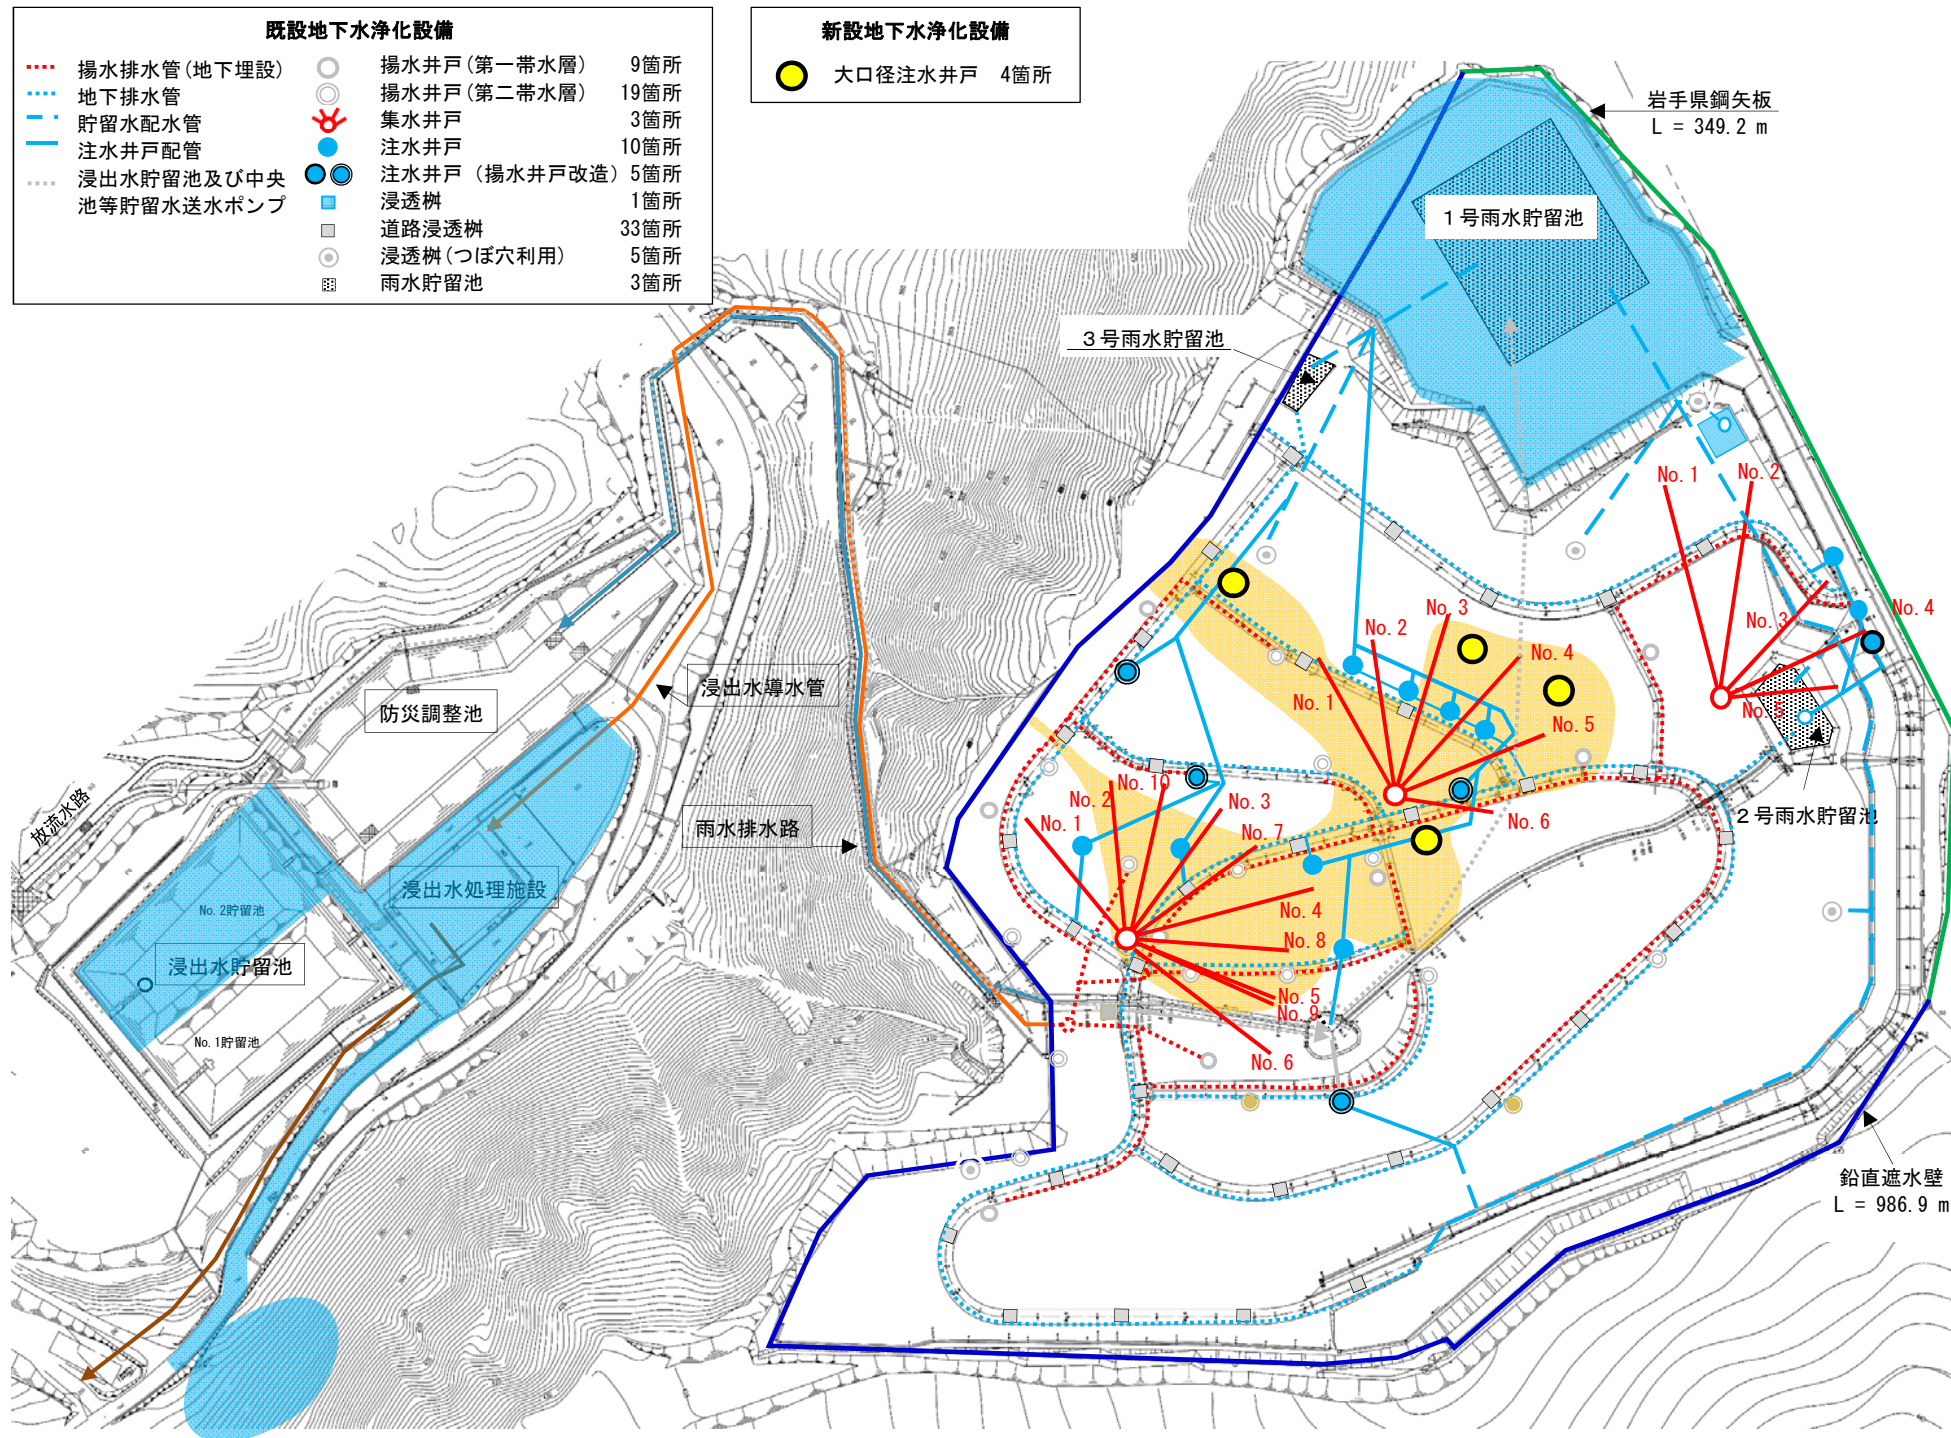 既設地下水浄化設備
揚水排水管(地下埋設)
地下排水管
貯留水配水管
注水井戸配管
浸出水貯留池及び中央
池等貯留水送水ポンプ
揚水井戸(第一帯水層) 9箇所
揚水井戸(第二帯水層) 19箇所
集水井戸 3箇所
注水井戸 10箇所
注水井戸 (揚水井戸改造) 5箇所
浸透桝 1箇所
道路浸透桝 33箇所
浸透桝(つぼ穴利用) 5箇所
雨水貯留池 3箇所
新設地下水浄化設備
大口径注水井戸 4箇所
岩手県鋼矢板
L = 349.2 m
1号雨水貯留池
3号雨水貯留池
No.1
No.2
No.3
No.4
No.5
2号雨水貯留池
No.1
No.2
No.3
No.4
No.5
No.6
No.1
No.2
No.10
No.3
No.7
No.4
No.8
No.5
No.9
No.6
浸出水導水管
防災調整池
雨水排水路
放流水路
浸出水処理施設
No.2貯留池
浸出水貯留池
No.1貯留池
鉛直遮水壁
L = 986.9 m